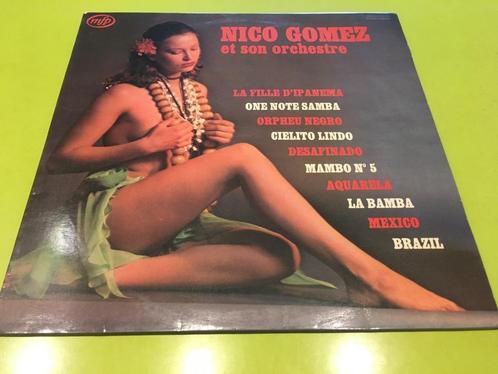 mfp
NICO GOMEZ
et son orchestre
LA FILLE D'IPANEMA
ONE NOTE SAMBA
ORPHEU NEGRO
CIELITO LINDO
DESAFINADO
MAMBO N° 5
AQUARELA
LA BAMBA
MEXICO
BRAZIL